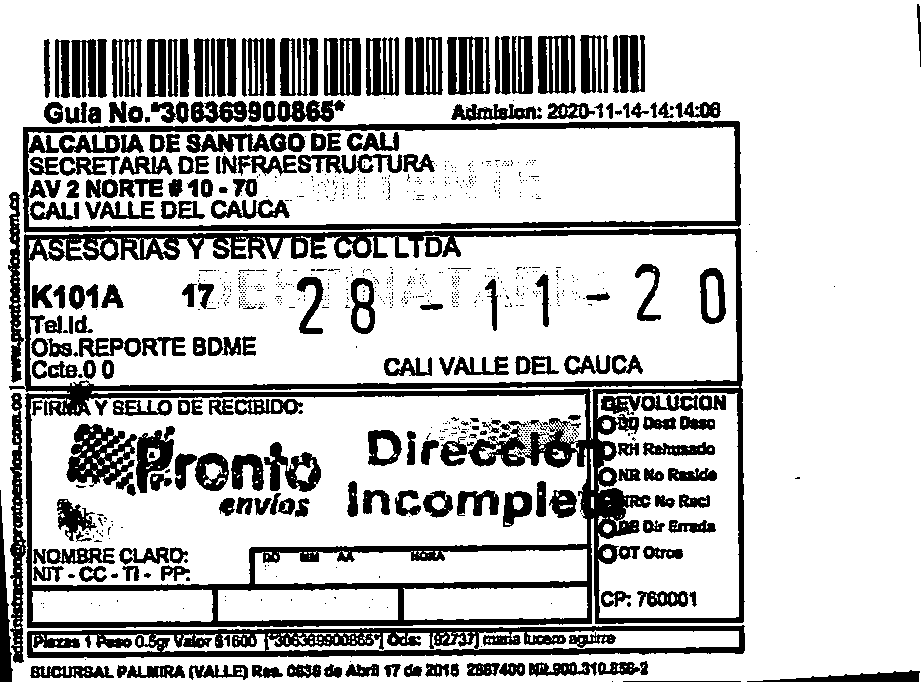 Guia No.*306369900865*
Admision: 2020-11-14-14:14:06
ALCALDIA DE SANTIAGO DE CALI
SECRETARIA DE INFRAESTRUCTURA
AV 2 NORTE # 10 - 70
CALI VALLE DEL CAUCA
REMITENTE
ASESORIAS Y SERV DE COL LTDA
DESTINATARIO
K101A 17
28-11-20
Tel.Id.
Obs.REPORTE BDME
Ccte.0 0
CALI VALLE DEL CAUCA
FIRMA Y SELLO DE RECIBIDO:
Pronto
envíos
Dirección
Incompleta
DEVOLUCION
DD Dest Desc
RH Rehusado
NR No Reside
NRC No Recl
DE Dir Errada
OT Otros
CP: 760001
NOMBRE CLARO:
NIT - CC - TI - PP:
DD MM AA HORA
Piezas 1 Peso 0.5gr Valor $1600 [*306369900865*] Ods: [92737] maria lucero aguirre
SUCURSAL PALMIRA (VALLE) Res. 0636 de Abril 17 de 2015 2867400 Nit.900.310.856-2
administracion@prontoenvios.com.co | www.prontoenvios.com.co